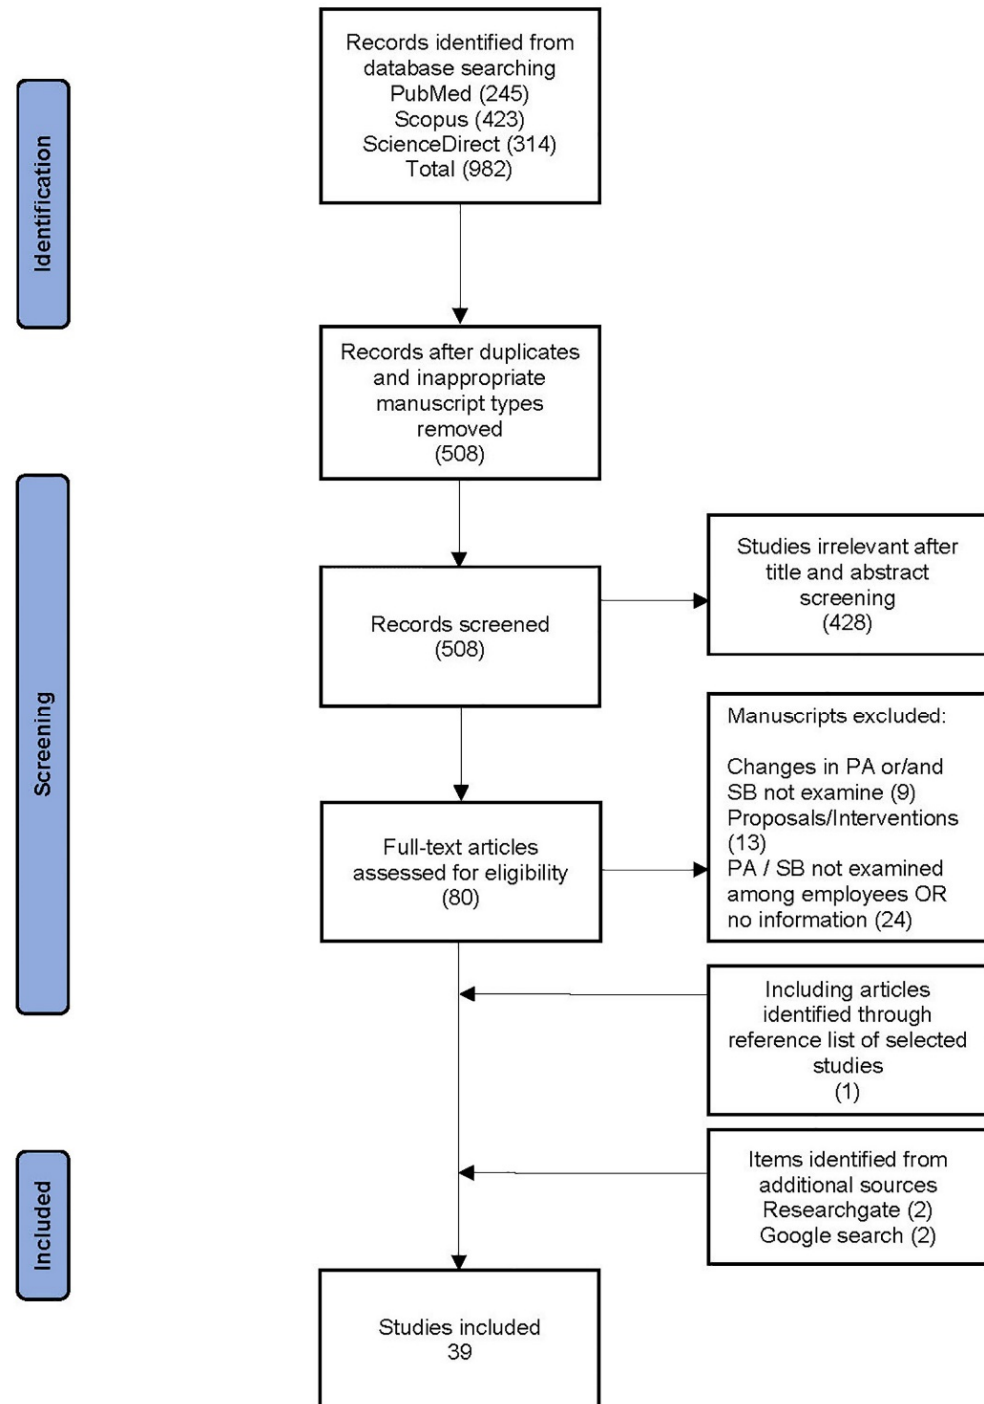 Identification
Records identified from
database searching
PubMed (245)
Scopus (423)
ScienceDirect (314)
Total (982)
Records after duplicates
and inappropriate
manuscript types
removed
(508)
Screening
Records screened
(508)
Studies irrelevant after
title and abstract
screening
(428)
Full-text articles
assessed for eligibility
(80)
Manuscripts excluded:
Changes in PA or/and
SB not examine (9)
Proposals/Interventions
(13)
PA / SB not examined
among employees OR
no information (24)
Including articles
identified through
reference list of selected
studies
(1)
Included
Items identified from
additional sources
Researchgate (2)
Google search (2)
Studies included
39